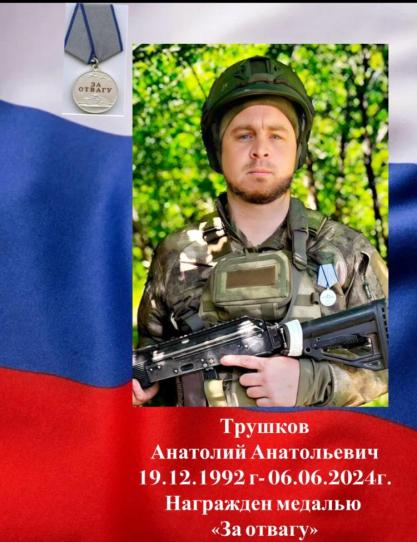 ЗА
ОТВАГУ
Трушков
Анатолий Анатольевич
19.12.1992 г- 06.06.2024г.
Награжден медалью
«За отвагу»